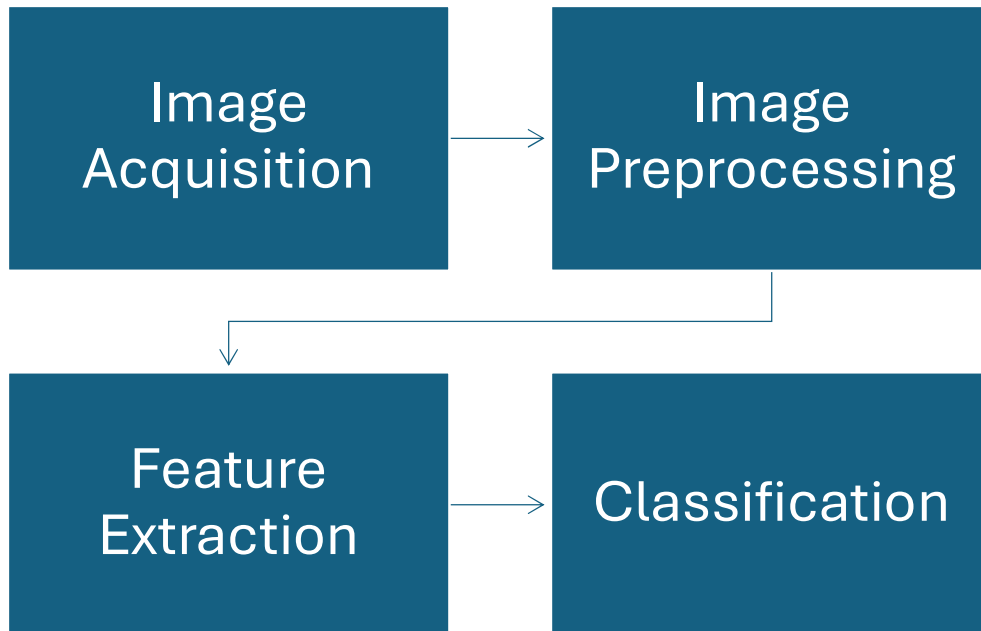 Image
Acquisition
Image
Preprocessing
Feature
Extraction
Classification